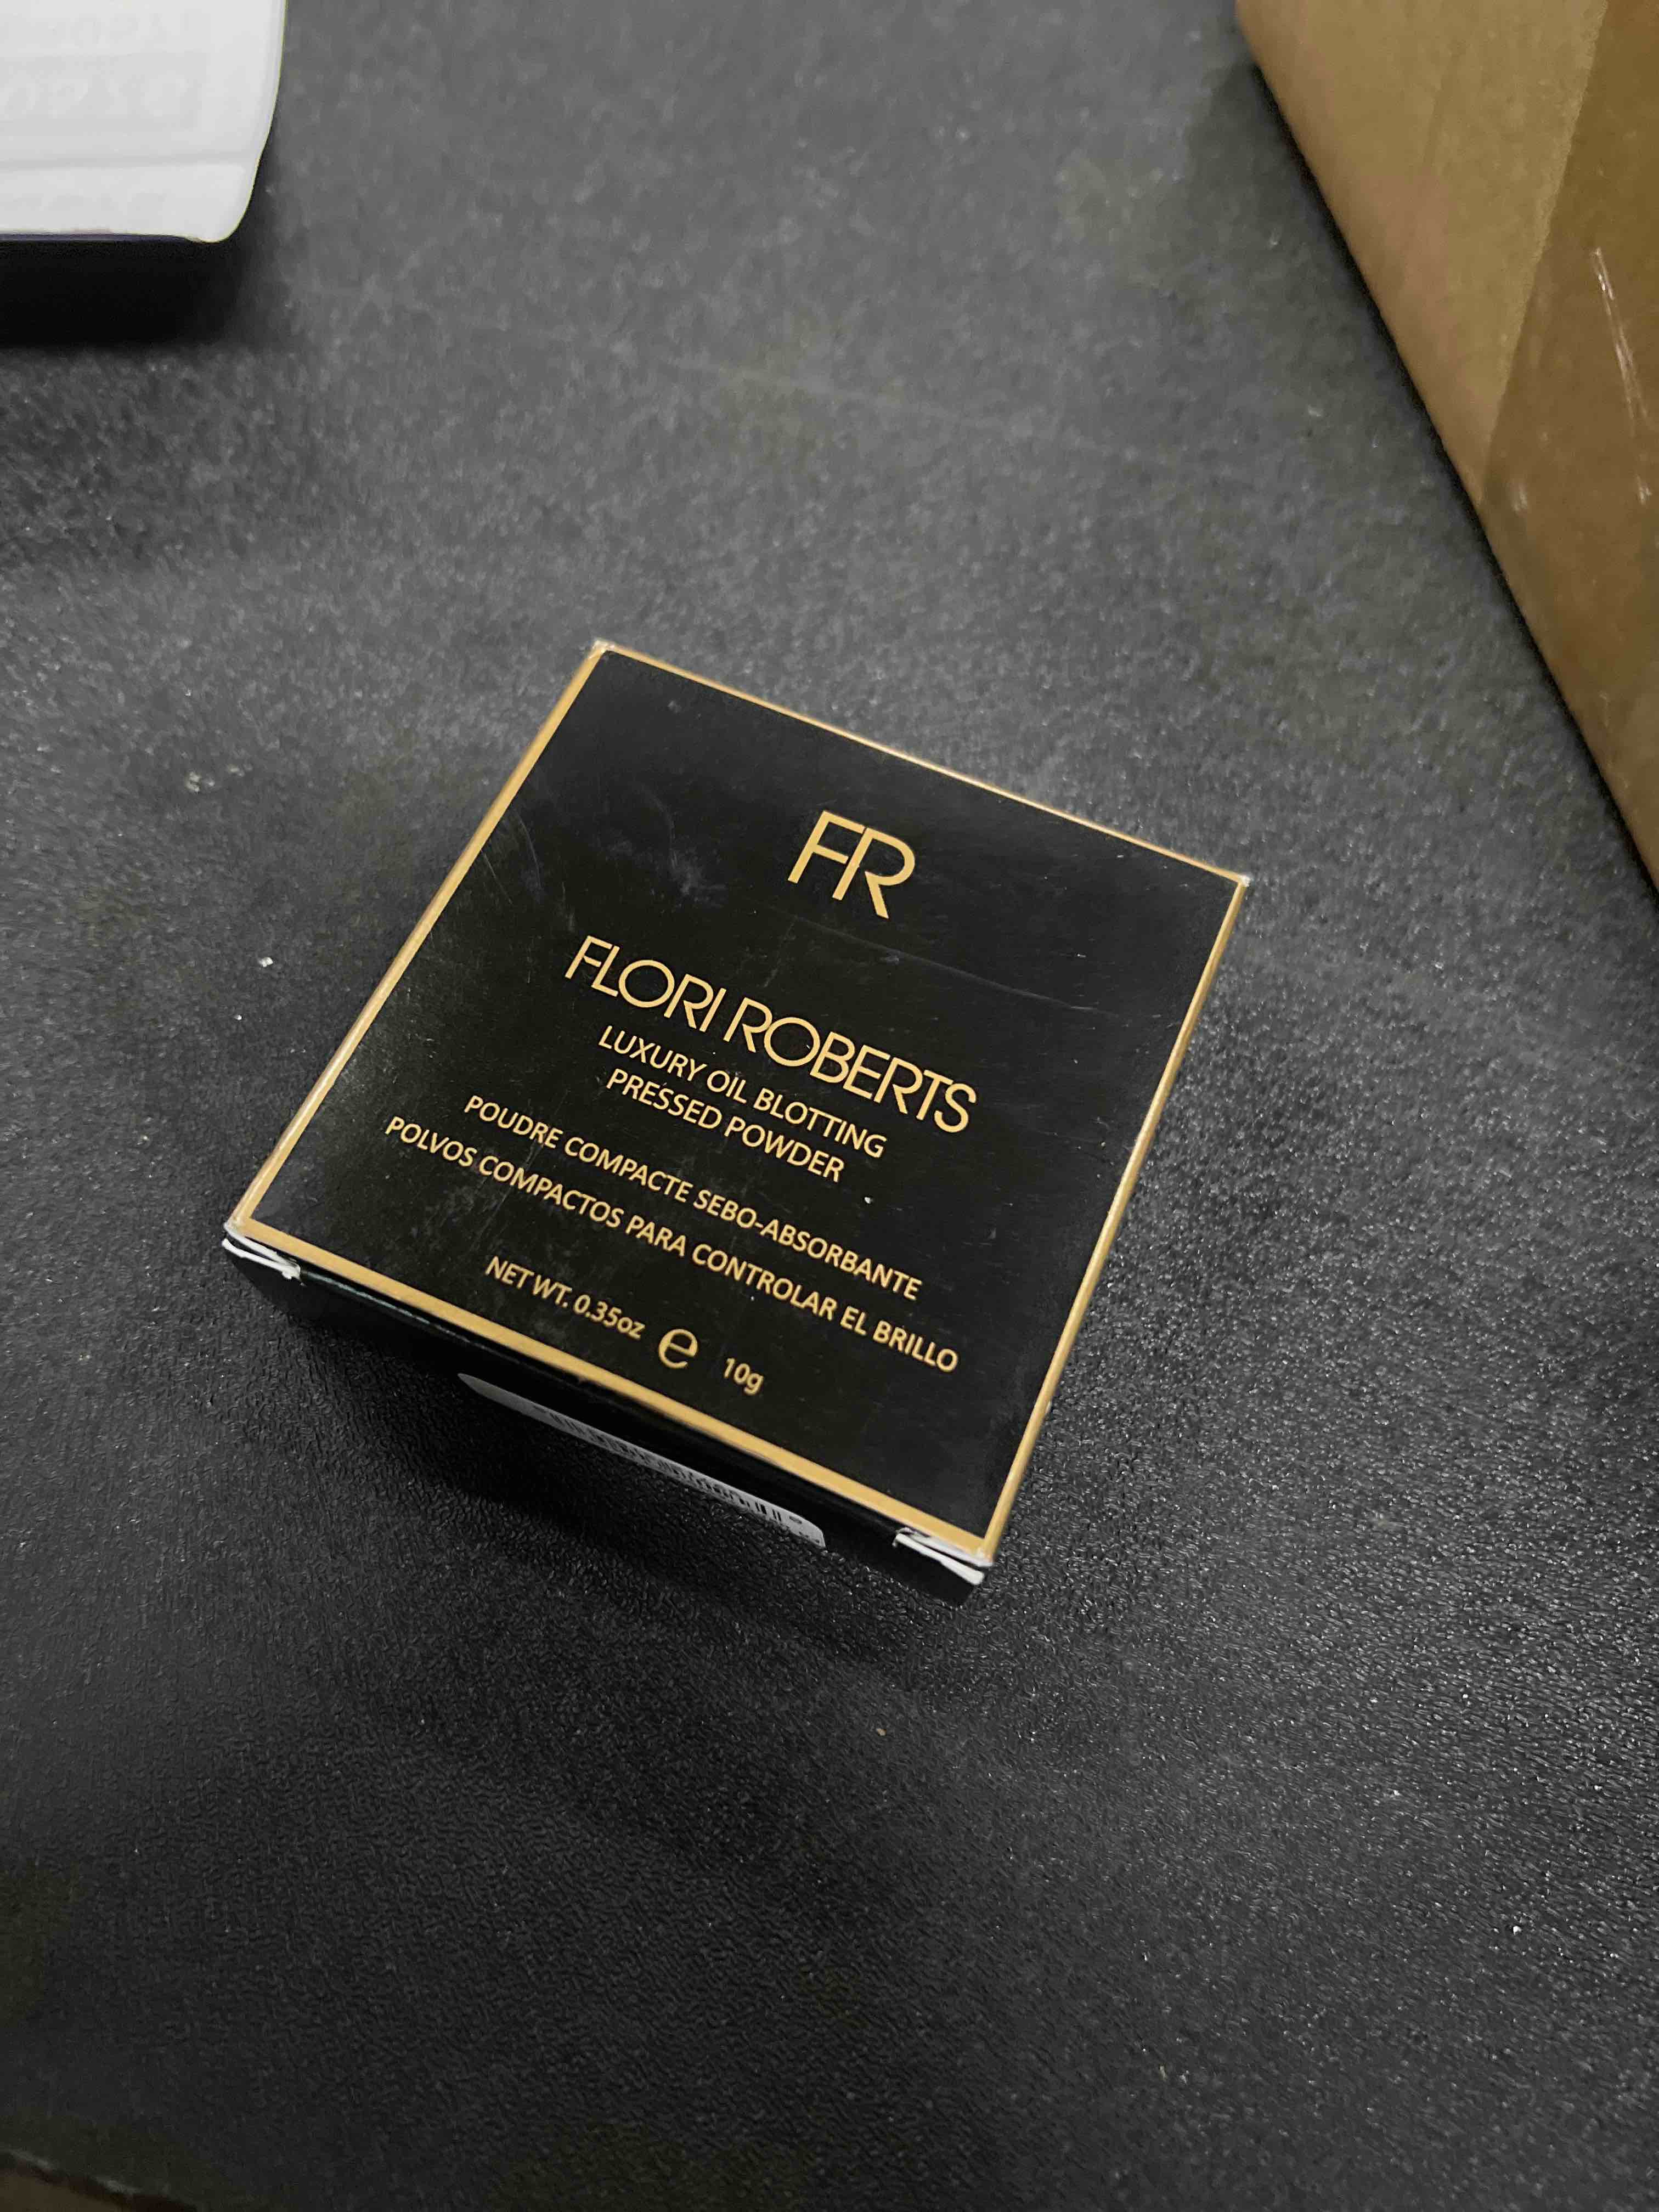 FR
FLORI ROBERTS
LUXURY OIL BLOTTING
PRESSED POWDER
POUDRE COMPACTE SEBO-ABSORBANTE
POLVOS COMPACTOS PARA CONTROLAR EL BRILLO
NET WT. 0.35oz ℮ 10g